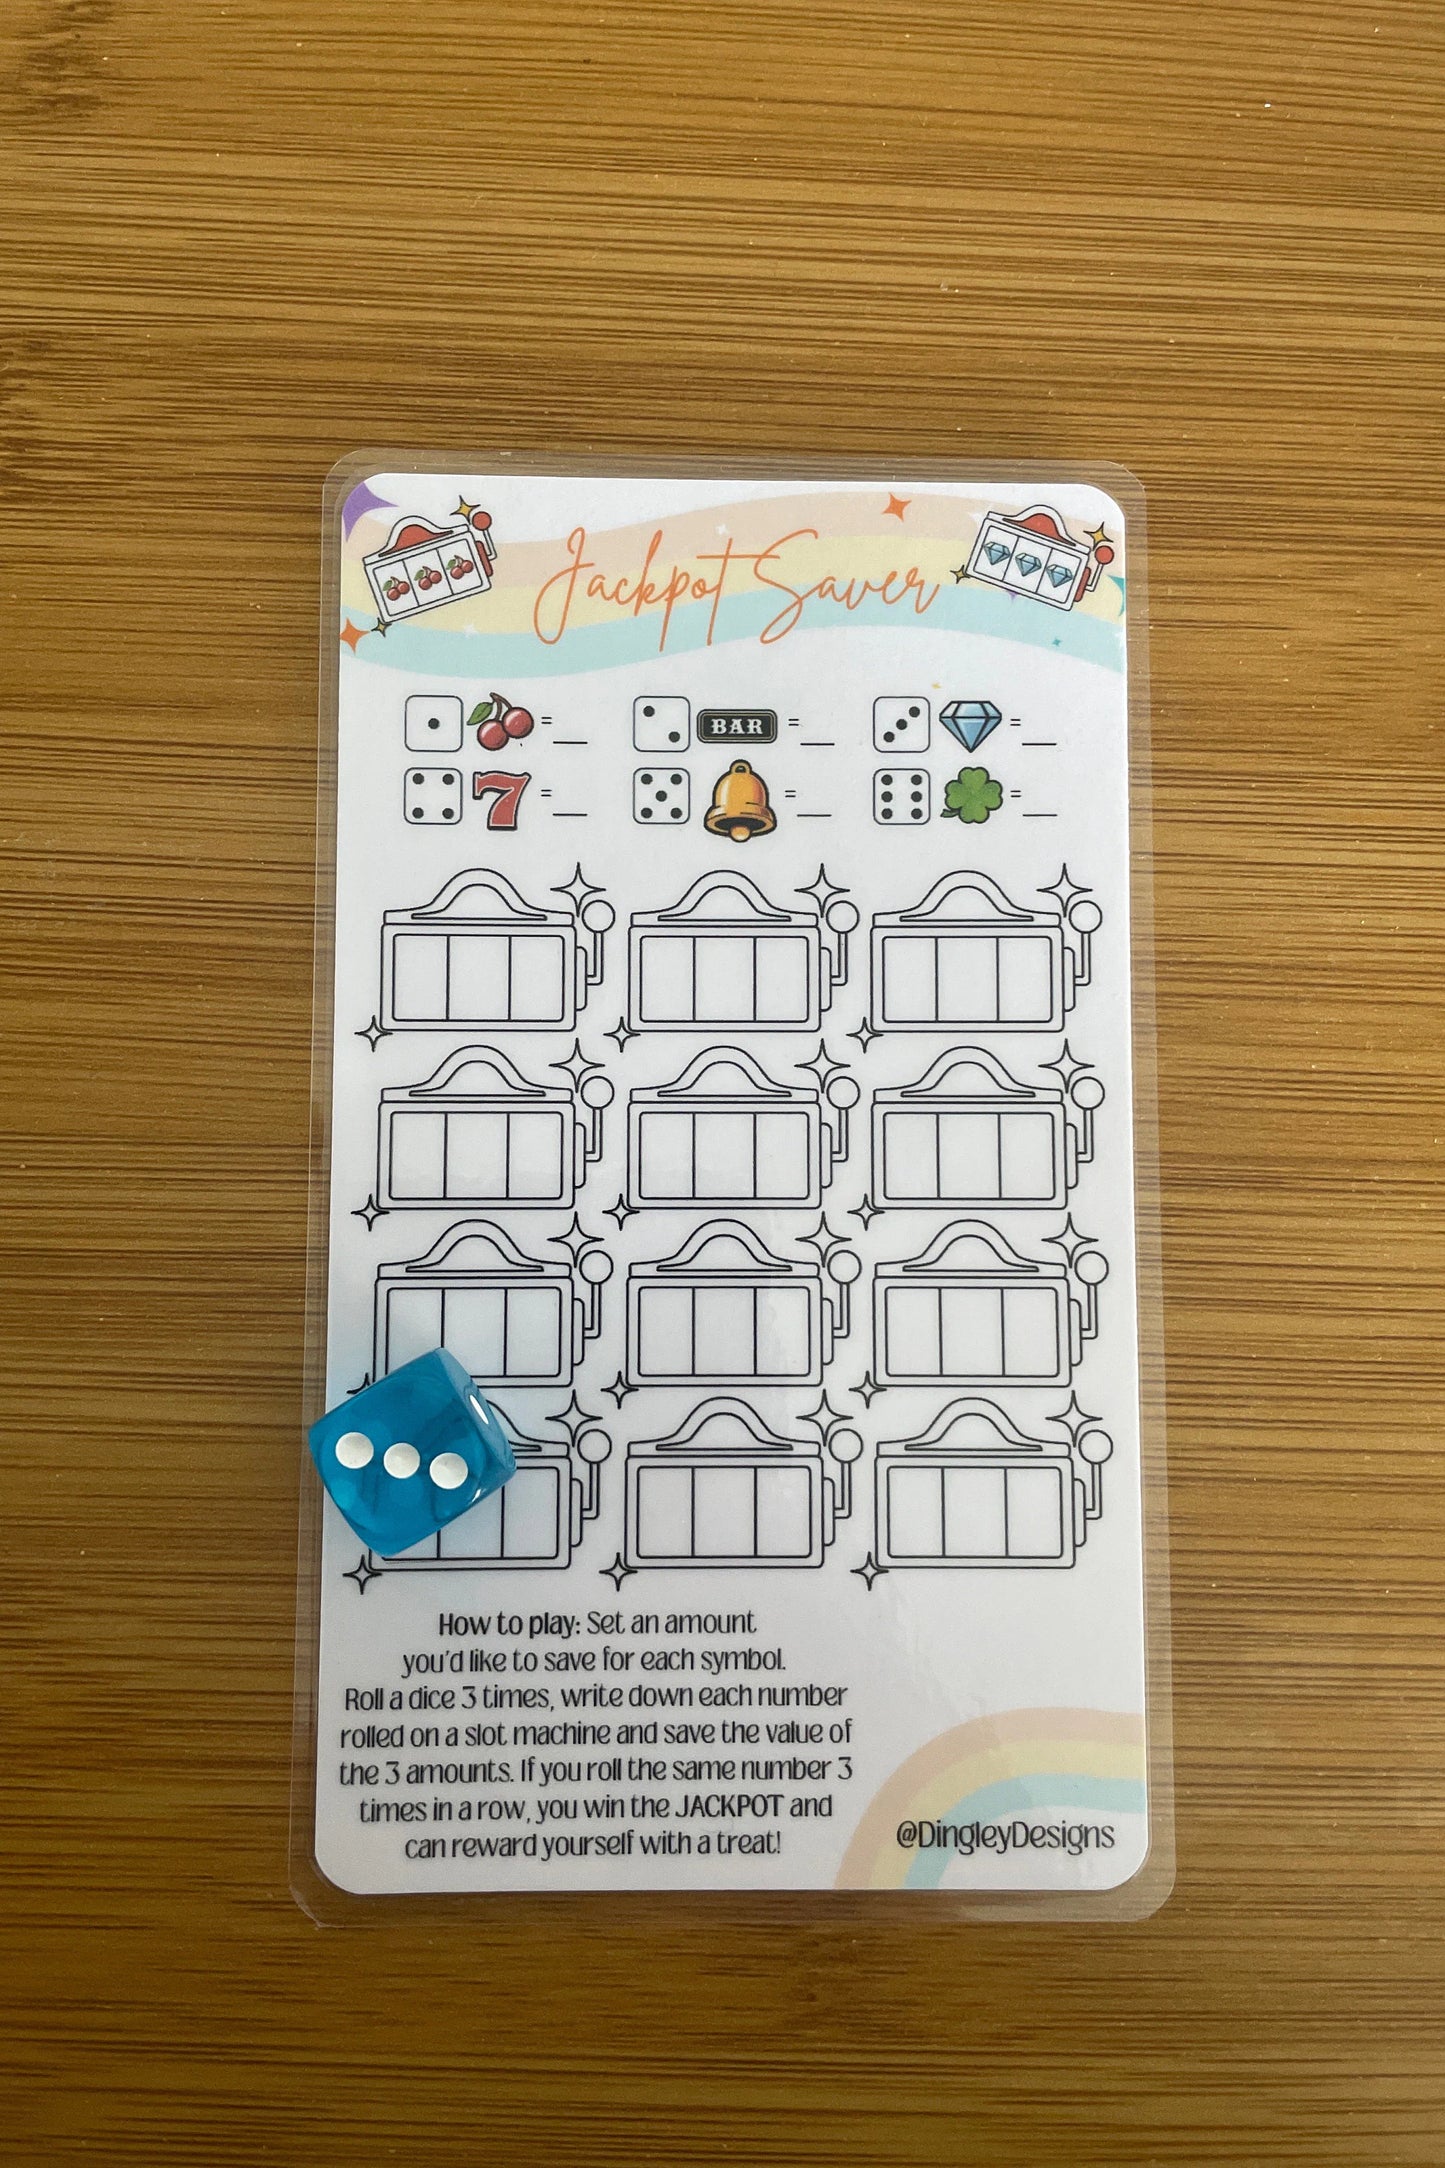 Jackpot Saver
= __ BAR = __ = __
7 = __ = __ = __
How to play: Set an amount
you'd like to save for each symbol.
Roll a dice 3 times, write down each number
rolled on a slot machine and save the value of
the 3 amounts. If you roll the same number 3
times in a row, you win the JACKPOT and
can reward yourself with a treat!
@DingleyDesigns